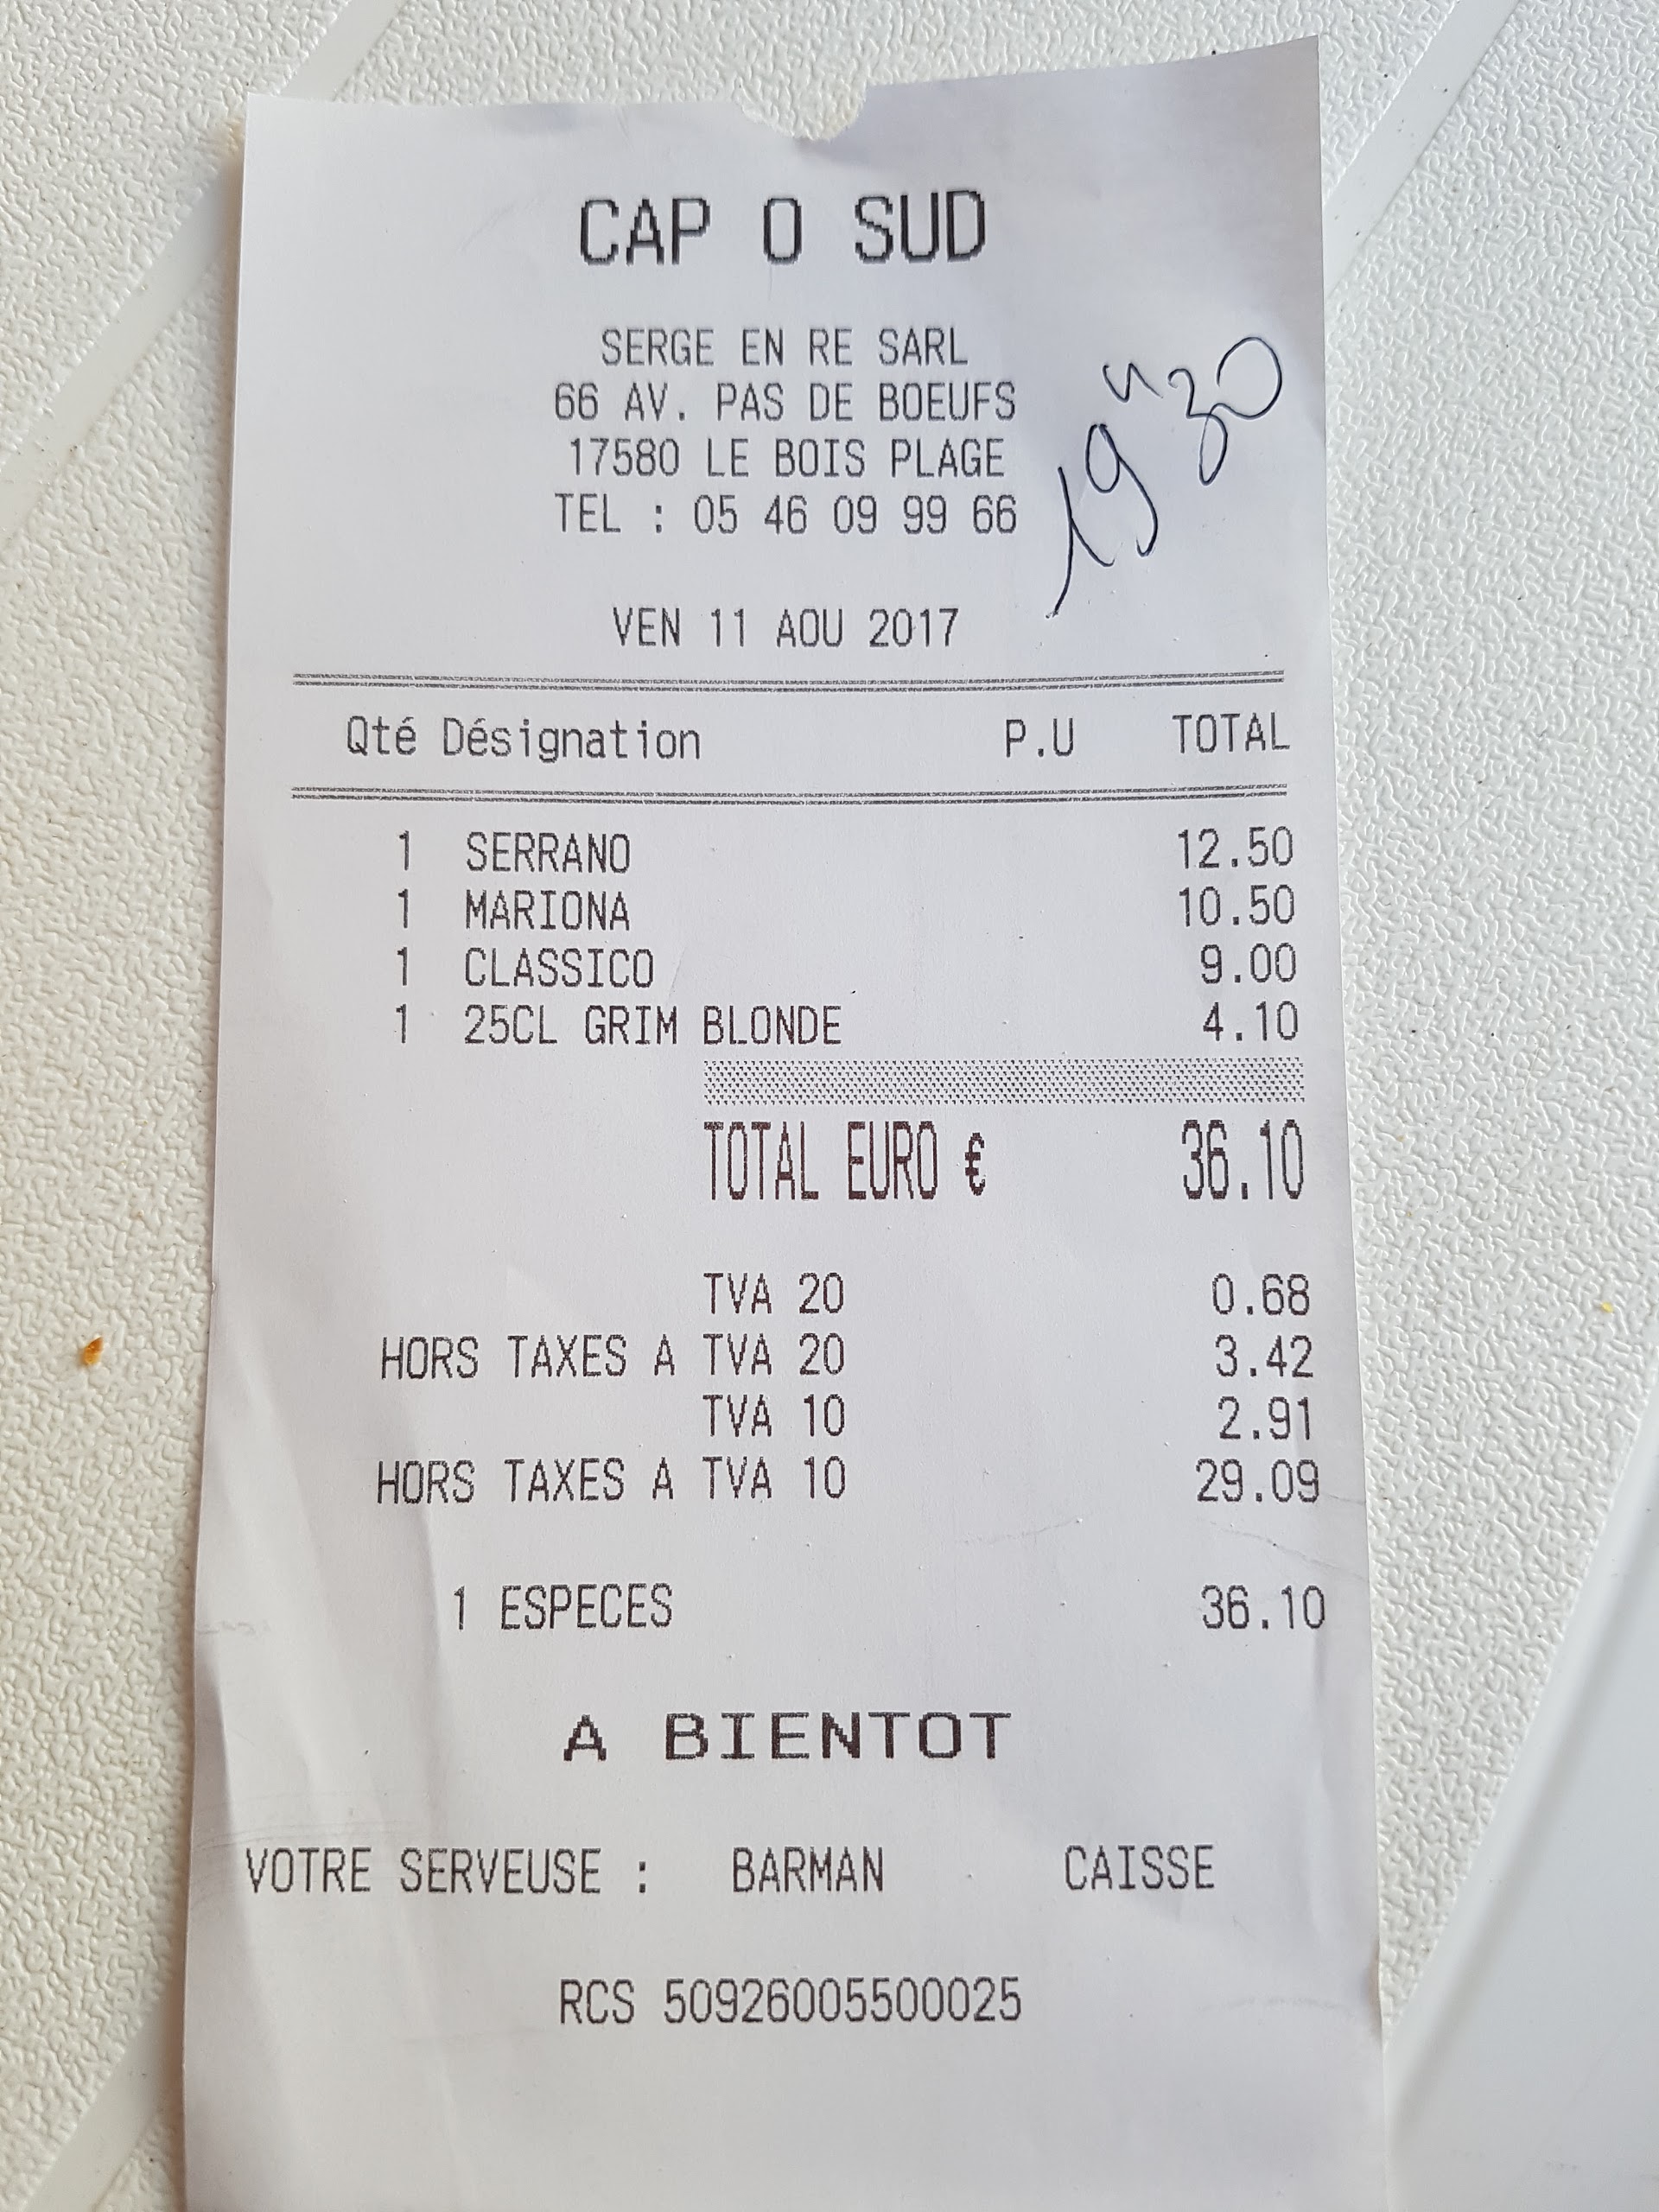 CAP O SUD
SERGE EN RE SARL
66 AV. PAS DE BOEUFS
17580 LE BOIS PLAGE
TEL : 05 46 09 99 66
19H30
VEN 11 AOU 2017
Qté Désignation P.U TOTAL
1 SERRANO 12.50
1 MARIONA 10.50
1 CLASSICO 9.00
1 25CL GRIM BLONDE 4.10
TOTAL EURO € 36.10
TVA 20 0.68
HORS TAXES A TVA 20 3.42
TVA 10 2.91
HORS TAXES A TVA 10 29.09
1 ESPECES 36.10
A BIENTOT
VOTRE SERVEUSE : BARMAN CAISSE
RCS 50926005500025